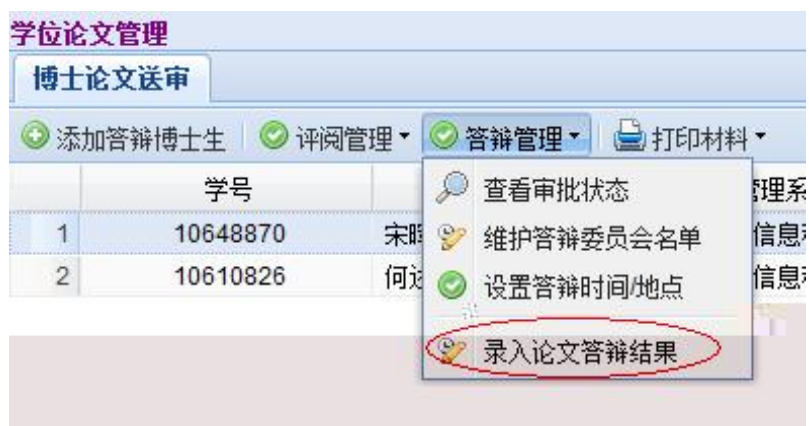 学位论文管理
博士论文送审
添加答辩博士生 评阅管理 答辩管理 打印材料
学号 管理系
1 10648870 宋 信息
2 10610826 何 信息
查看审批状态
维护答辩委员会名单
设置答辩时间/地点
录入论文答辩结果